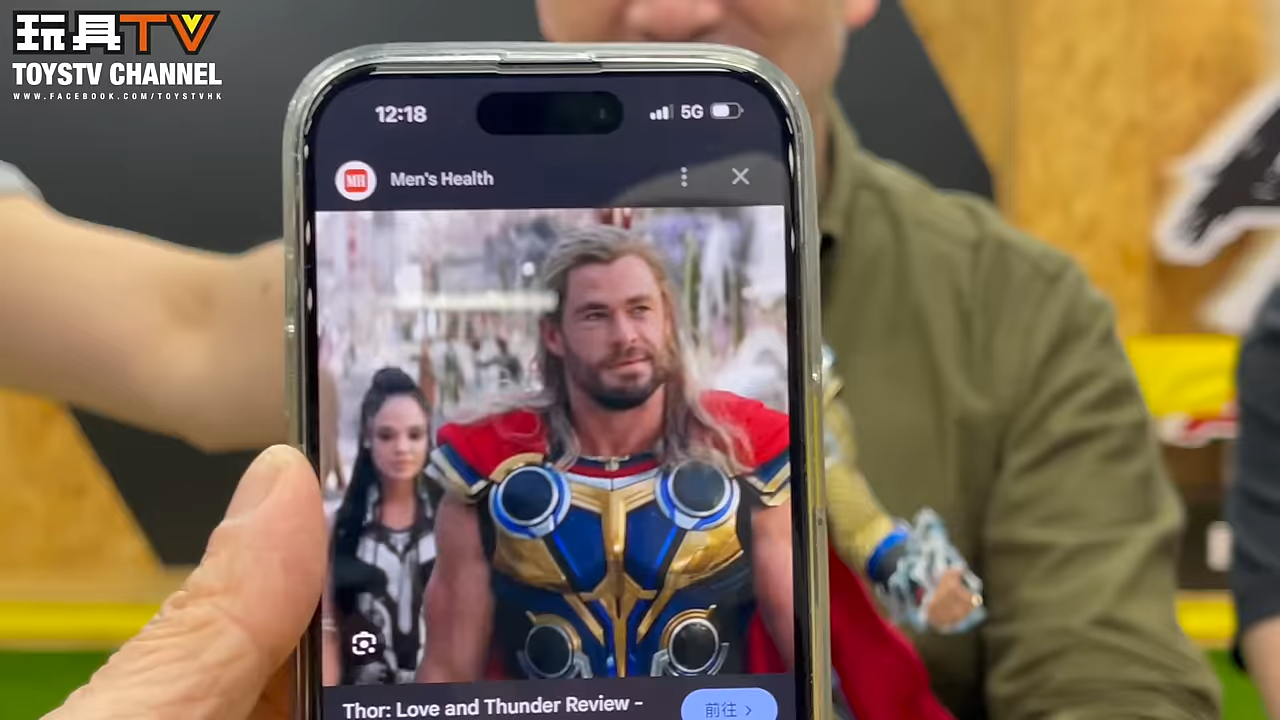 玩具TV
TOYSTV CHANNEL
WWW.FACEBOOK.COM/TOYSTVHK
12:18
5G
MH
Men's Health
Thor: Love and Thunder Review -
前往